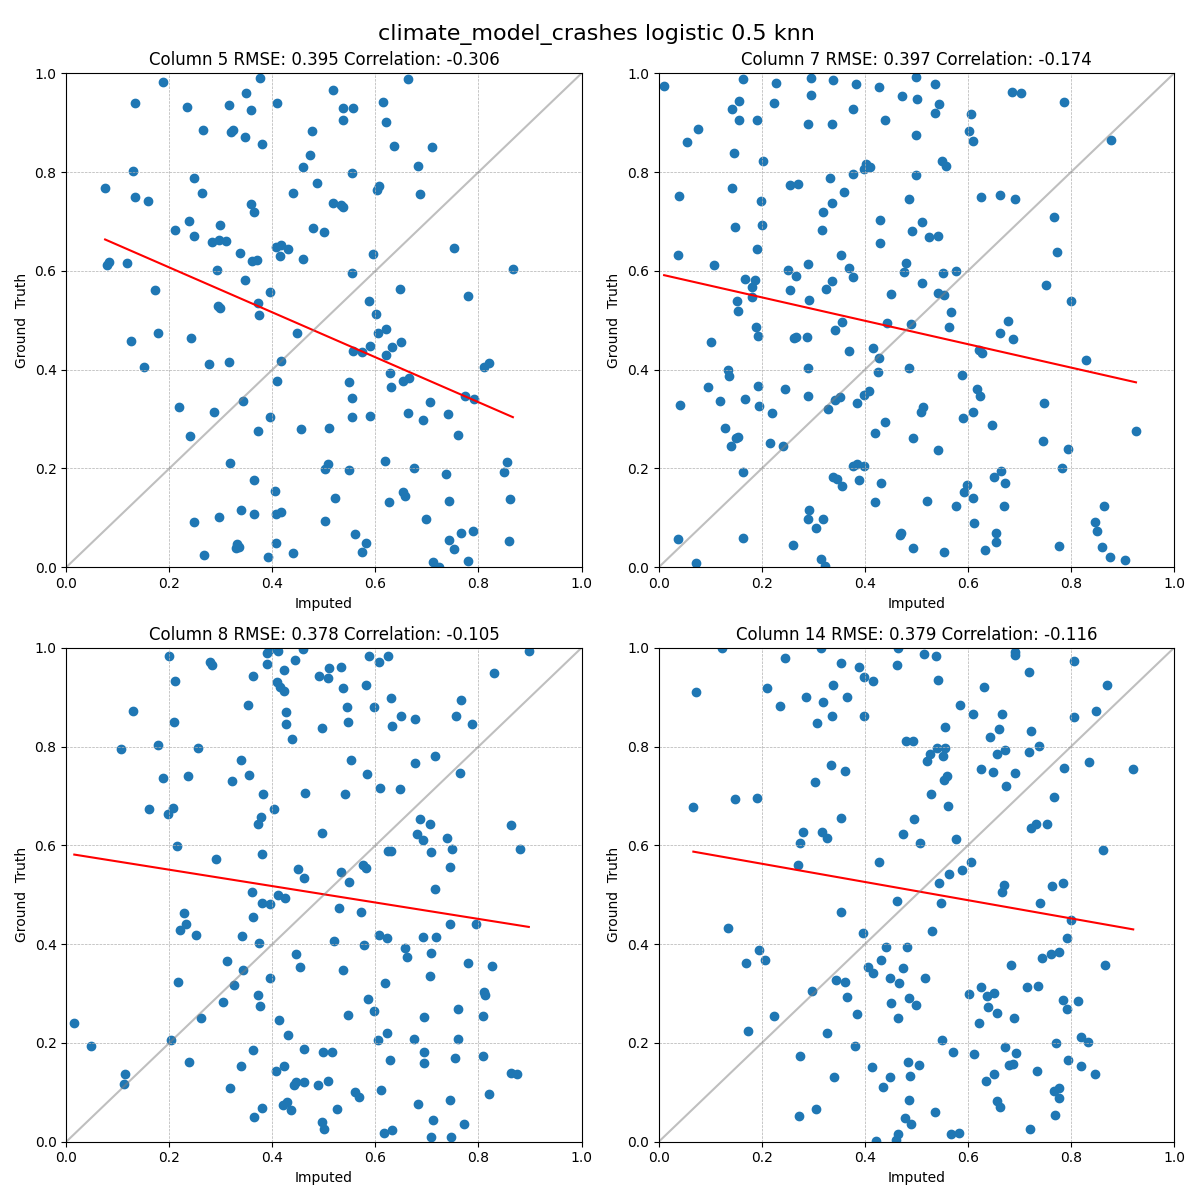 climate_model_crashes logistic 0.5 knn
Column 5 RMSE: 0.395 Correlation: -0.306
1.0
0.8
0.6
0.4
0.2
0.0
Ground Truth
0.0 0.2 0.4 0.6 0.8 1.0
Imputed
Column 7 RMSE: 0.397 Correlation: -0.174
1.0
0.8
0.6
0.4
0.2
0.0
Ground Truth
0.0 0.2 0.4 0.6 0.8 1.0
Imputed
Column 8 RMSE: 0.378 Correlation: -0.105
1.0
0.8
0.6
0.4
0.2
0.0
Ground Truth
0.0 0.2 0.4 0.6 0.8 1.0
Imputed
Column 14 RMSE: 0.379 Correlation: -0.116
1.0
0.8
0.6
0.4
0.2
0.0
Ground Truth
0.0 0.2 0.4 0.6 0.8 1.0
Imputed